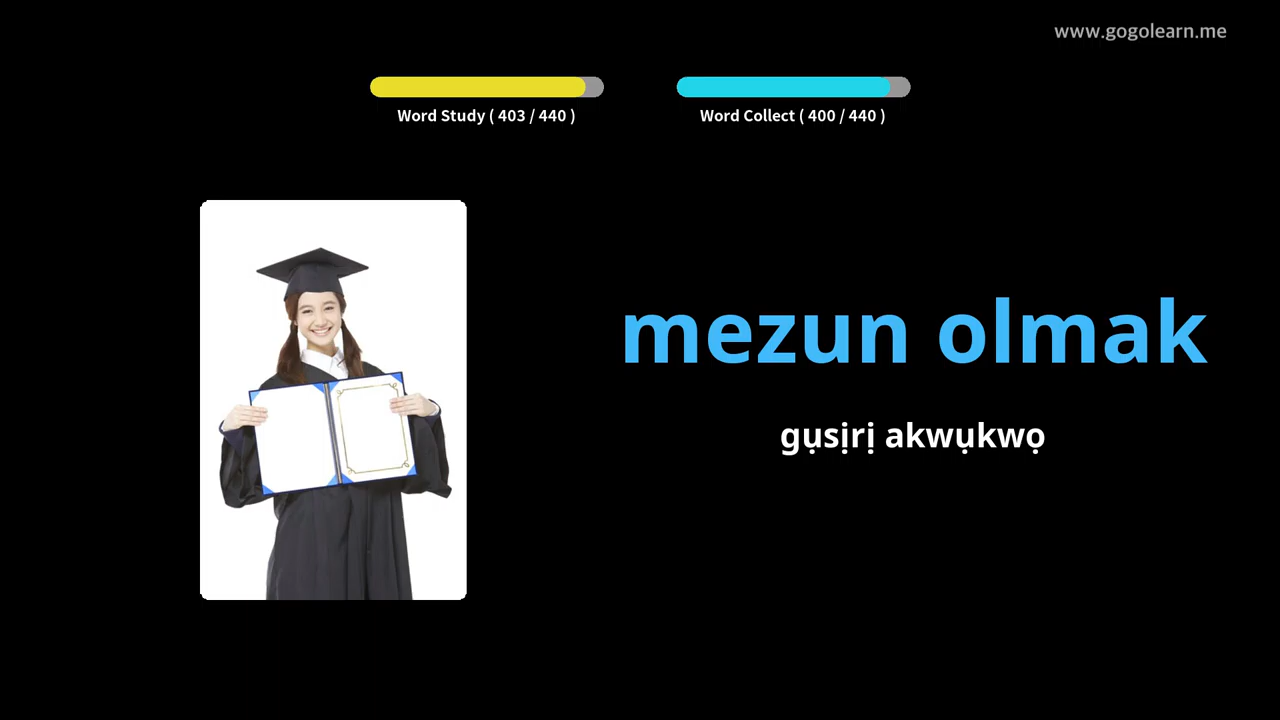 www.gogolearn.me
Word Study ( 403 / 440 )
Word Collect ( 400 / 440 )
mezun olmak
gụsịrị akwụkwọ